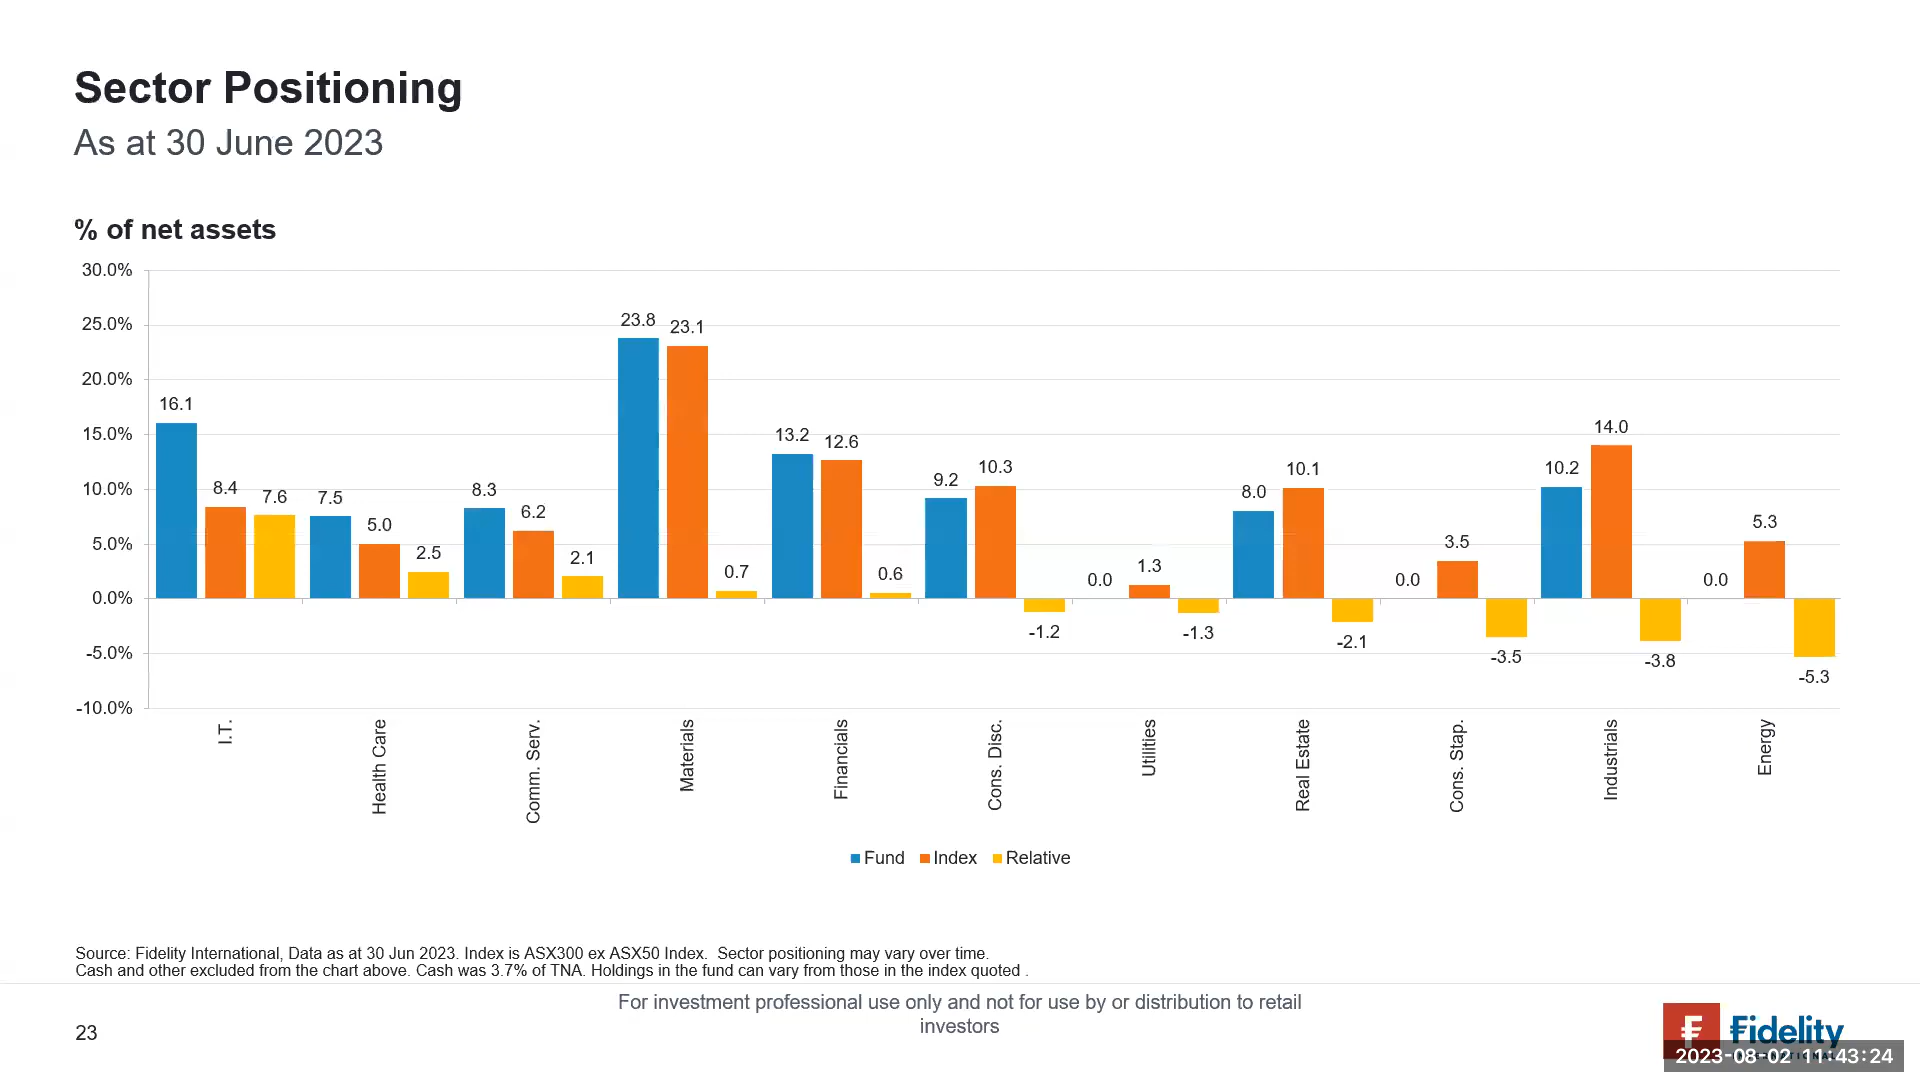 Sector Positioning
As at 30 June 2023
% of net assets
30.0%
25.0%
20.0%
15.0%
10.0%
5.0%
0.0%
-5.0%
-10.0%
16.1
8.4
7.6
7.5
5.0
2.5
8.3
6.2
2.1
23.8
23.1
0.7
13.2
12.6
0.6
9.2
10.3
-1.2
0.0
1.3
-1.3
8.0
10.1
-2.1
0.0
3.5
-3.5
10.2
14.0
-3.8
0.0
5.3
-5.3
I.T.
Health Care
Comm. Serv.
Materials
Financials
Cons. Disc.
Utilities
Real Estate
Cons. Stap.
Industrials
Energy
Fund Index Relative
Source: Fidelity International, Data as at 30 Jun 2023. Index is ASX300 ex ASX50 Index.  Sector positioning may vary over time.
Cash and other excluded from the chart above. Cash was 3.7% of TNA. Holdings in the fund can vary from those in the index quoted .
For investment professional use only and not for use by or distribution to retail
investors
23
Fidelity
2023-08-02 11:43:24